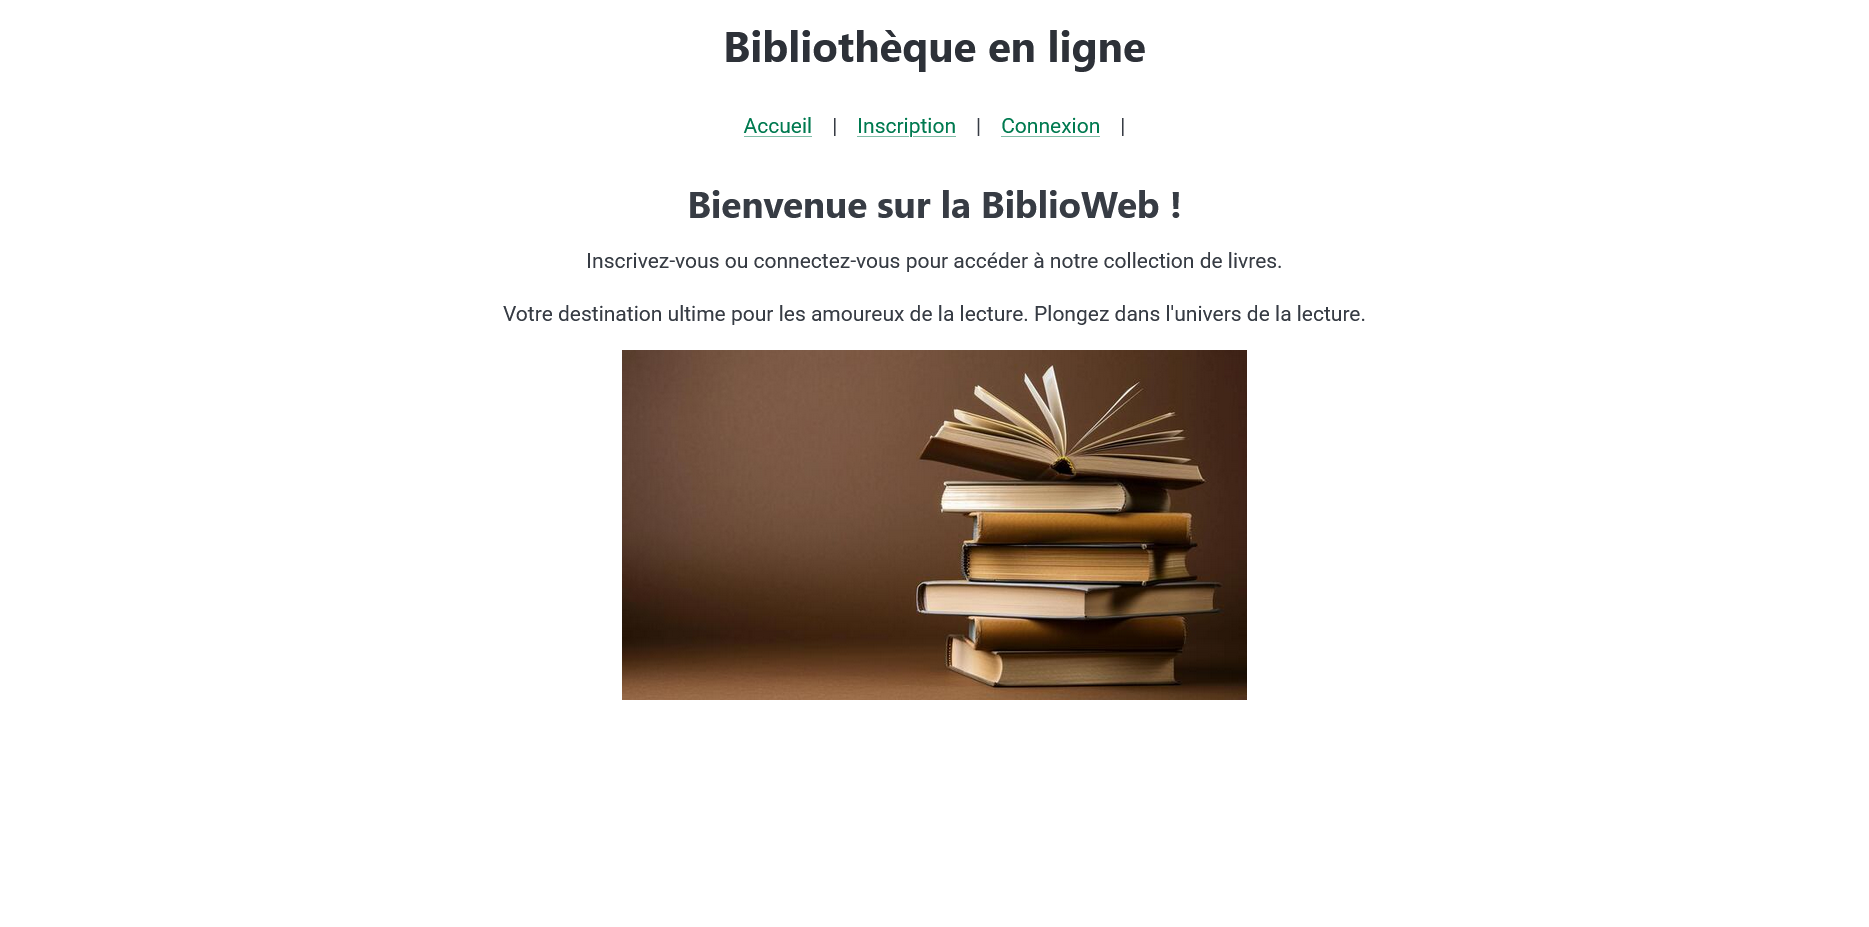 Bibliothèque en ligne
Accueil | Inscription | Connexion |
Bienvenue sur la BiblioWeb !
Inscrivez-vous ou connectez-vous pour accéder à notre collection de livres.
Votre destination ultime pour les amoureux de la lecture. Plongez dans l'univers de la lecture.